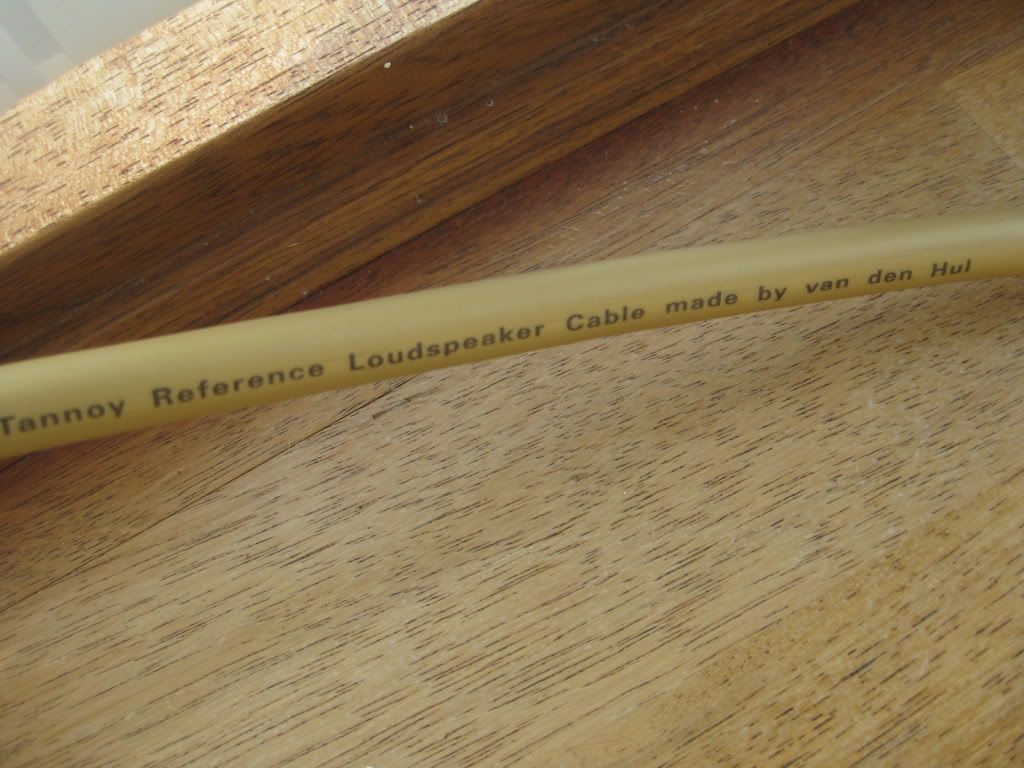 Tannoy Reference Loudspeaker Cable made by van den Hul